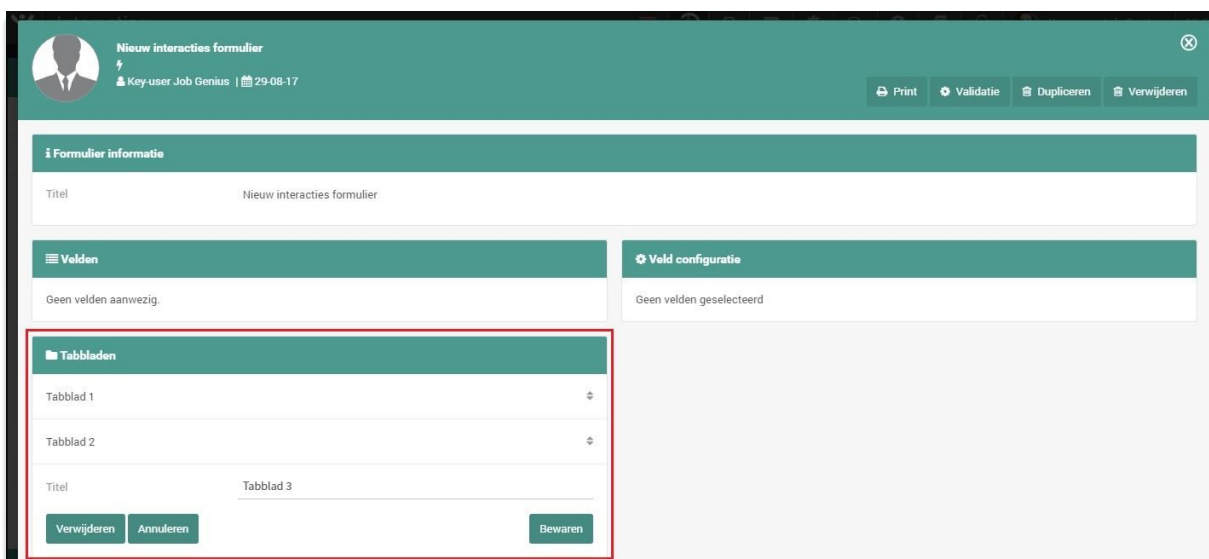 Nieuw interacties formulier
Key-user Job Genius | 29-08-17
Print Validatie Dupliceren Verwijderen
Formulier informatie
Titel Nieuw interacties formulier
Velden Veld configuratie
Geen velden aanwezig. Geen velden geselecteerd
Tabbladen
Tabblad 1
Tabblad 2
Titel Tabblad 3
Verwijderen Annuleren Bewaren